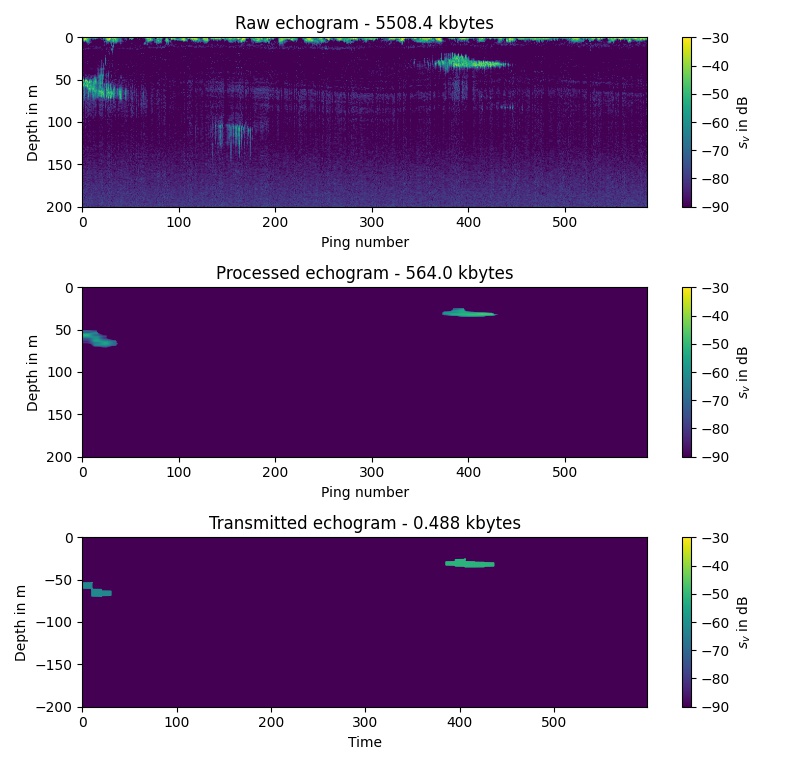 Raw echogram - 5508.4 kbytes
0
50
100
150
200
Depth in m
0 100 200 300 400 500
Ping number
−30
−40
−50
−60
−70
−80
−90
sv in dB
Processed echogram - 564.0 kbytes
0
50
100
150
200
Depth in m
0 100 200 300 400 500
Ping number
−30
−40
−50
−60
−70
−80
−90
sv in dB
Transmitted echogram - 0.488 kbytes
0
−50
−100
−150
−200
Depth in m
0 100 200 300 400 500
Time
−30
−40
−50
−60
−70
−80
−90
sv in dB